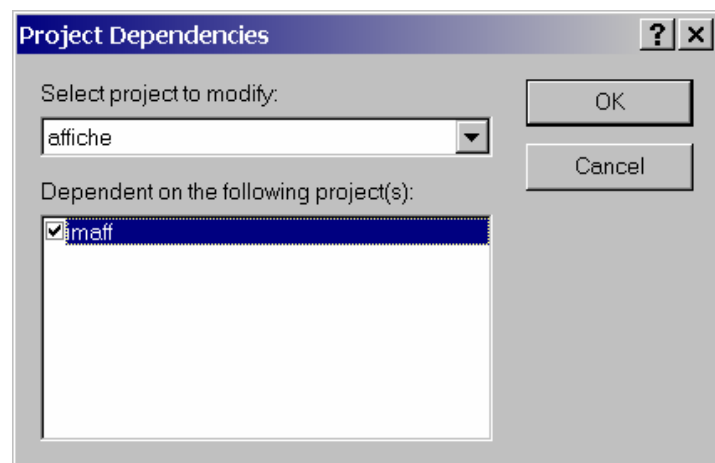 Project Dependencies
?
Select project to modify:
OK
affiche
Cancel
Dependent on the following project(s):
maff